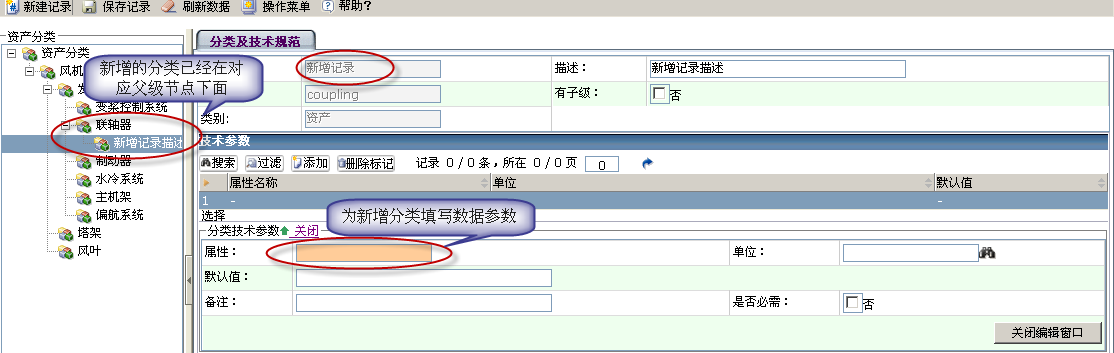 新建记录 保存记录 刷新数据 操作菜单 帮助?
资产分类
资产分类
风机
发
变桨控制系统
联轴器
新增记录描述
制动器
水冷系统
主机架
偏航系统
塔架
风叶
新增的分类已经在对
应父级节点下面
分类及技术规范
新增记录 描述： 新增记录描述
coupling 有子级： 否
类别： 资产
技术参数
搜索 过滤 添加 删除标记 记录 0 / 0 条，所在 0 / 0 页 0
属性名称 单位 默认值
1 - -
选择
为新增分类填写数据参数
分类技术参数 关闭
属性： 单位：
默认值：
备注： 是否必需： 否
关闭编辑窗口